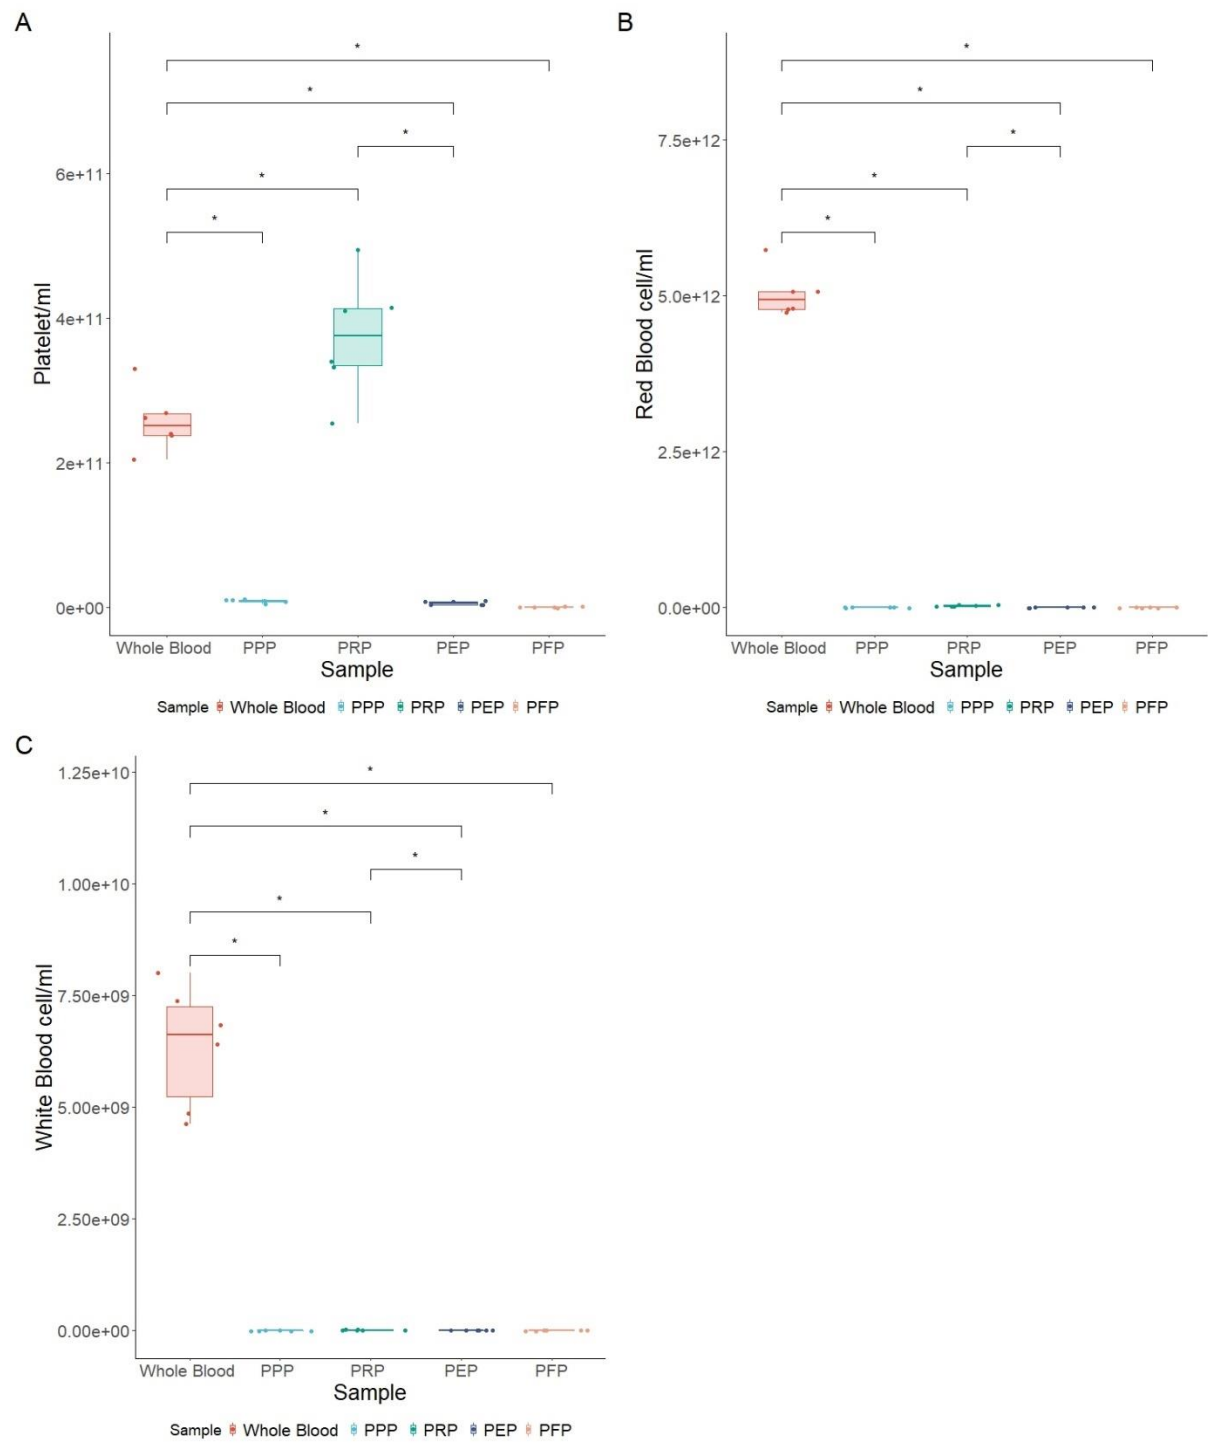 A
*
*
*
*
*
6e+11
4e+11
2e+11
0e+00
Platelet/ml
Whole Blood PPP PRP PEP PFP
Sample
Sample Whole Blood PPP PRP PEP PFP
B
*
*
*
*
*
7.5e+12
5.0e+12
2.5e+12
0.0e+00
Red Blood cell/ml
Whole Blood PPP PRP PEP PFP
Sample
Sample Whole Blood PPP PRP PEP PFP
C
*
*
*
*
*
1.25e+10
1.00e+10
7.50e+09
5.00e+09
2.50e+09
0.00e+00
White Blood cell/ml
Whole Blood PPP PRP PEP PFP
Sample
Sample Whole Blood PPP PRP PEP PFP